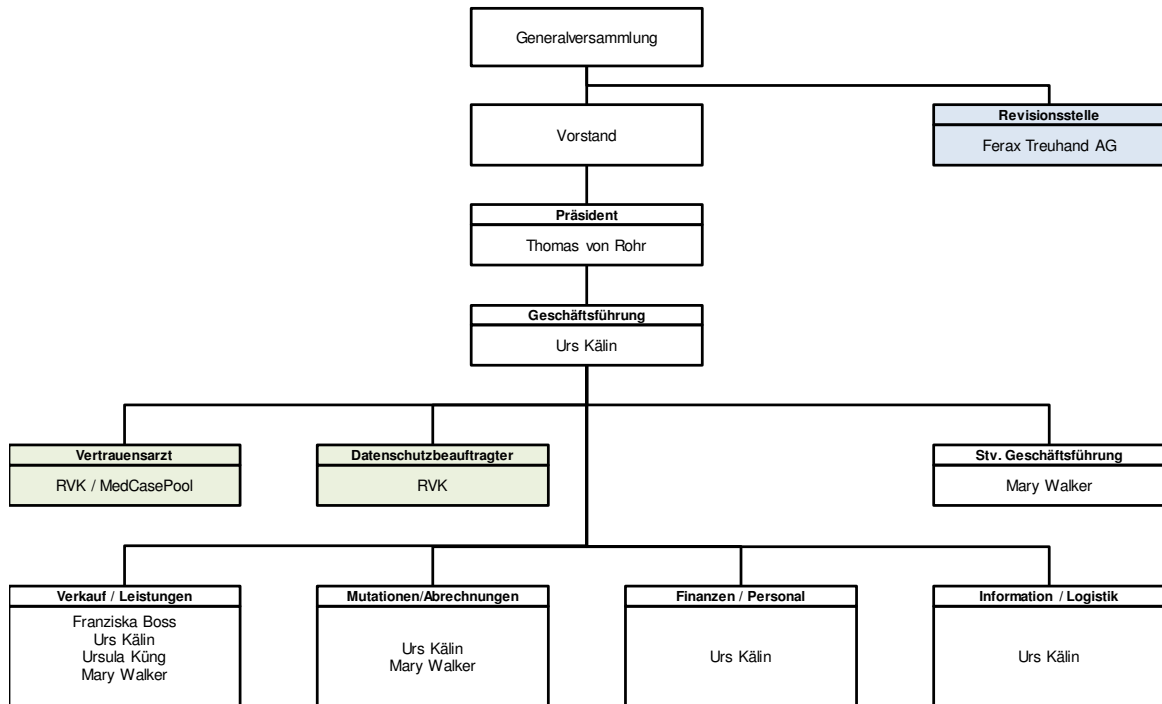 Generalversammlung
Vorstand
Revisionsstelle
Ferax Treuhand AG
Präsident
Thomas von Rohr
Geschäftsführung
Urs Kälin
Vertrauensarzt
RVK / MedCasePool
Datenschutzbeauftragter
RVK
Stv. Geschäftsführung
Mary Walker
Verkauf / Leistungen
Franziska Boss
Urs Kälin
Ursula Küng
Mary Walker
Mutationen/Abrechnungen
Urs Kälin
Mary Walker
Finanzen / Personal
Urs Kälin
Information / Logistik
Urs Kälin